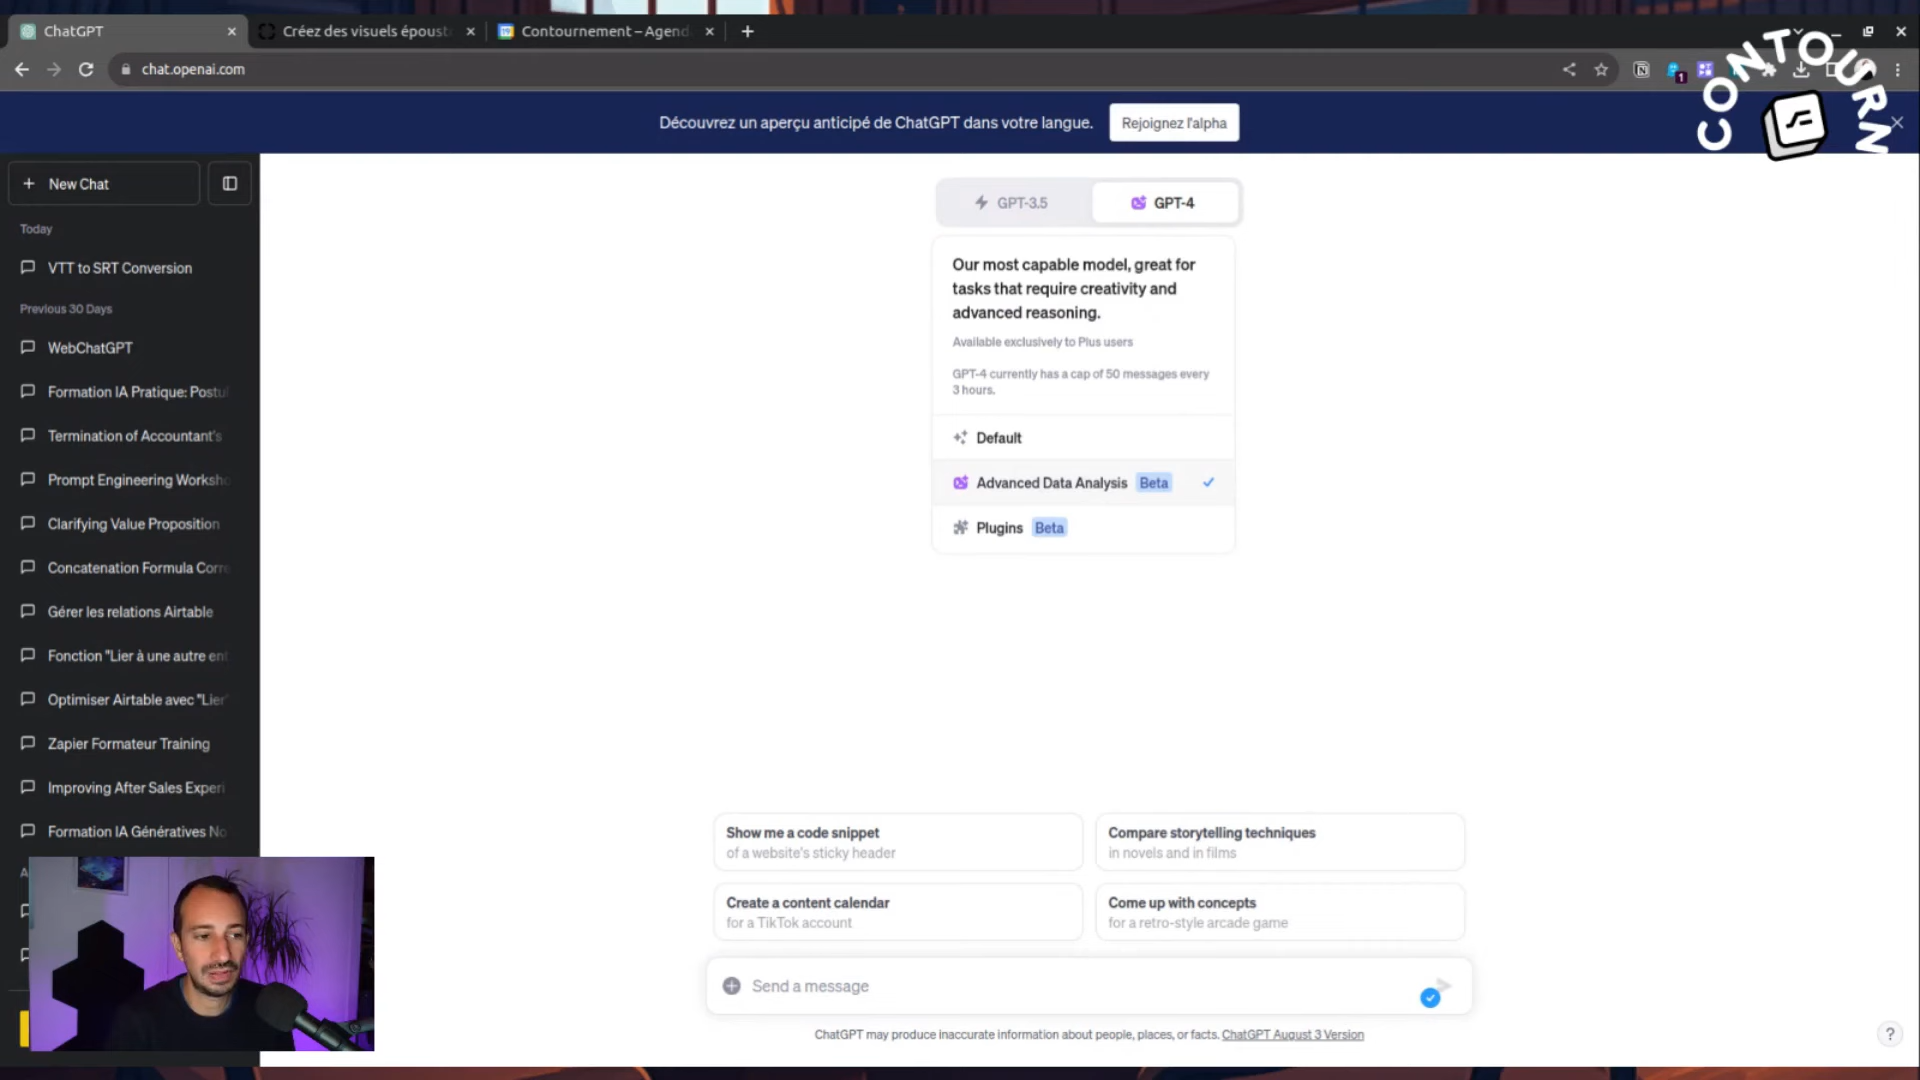 ChatGPT
Créez des visuels époust
Contournement – Agend
chat.openai.com
1
CONTOURN
Découvrez un aperçu anticipé de ChatGPT dans votre langue.
Rejoignez l'alpha
New Chat
Today
VTT to SRT Conversion
Previous 30 Days
WebChatGPT
Formation IA Pratique: Postul
Termination of Accountant's
Prompt Engineering Worksho
Clarifying Value Proposition
Concatenation Formula Corre
Gérer les relations Airtable
Fonction "Lier à une autre ent
Optimiser Airtable avec "Lier"
Zapier Formateur Training
Improving After Sales Experi
Formation IA Génératives No
GPT-3.5
GPT-4
Our most capable model, great for
tasks that require creativity and
advanced reasoning.
Available exclusively to Plus users
GPT-4 currently has a cap of 50 messages every
3 hours.
Default
Advanced Data Analysis Beta
Plugins Beta
Show me a code snippet
of a website's sticky header
Compare storytelling techniques
in novels and in films
Create a content calendar
for a TikTok account
Come up with concepts
for a retro-style arcade game
Send a message
ChatGPT may produce inaccurate information about people, places, or facts. ChatGPT August 3 Version
?